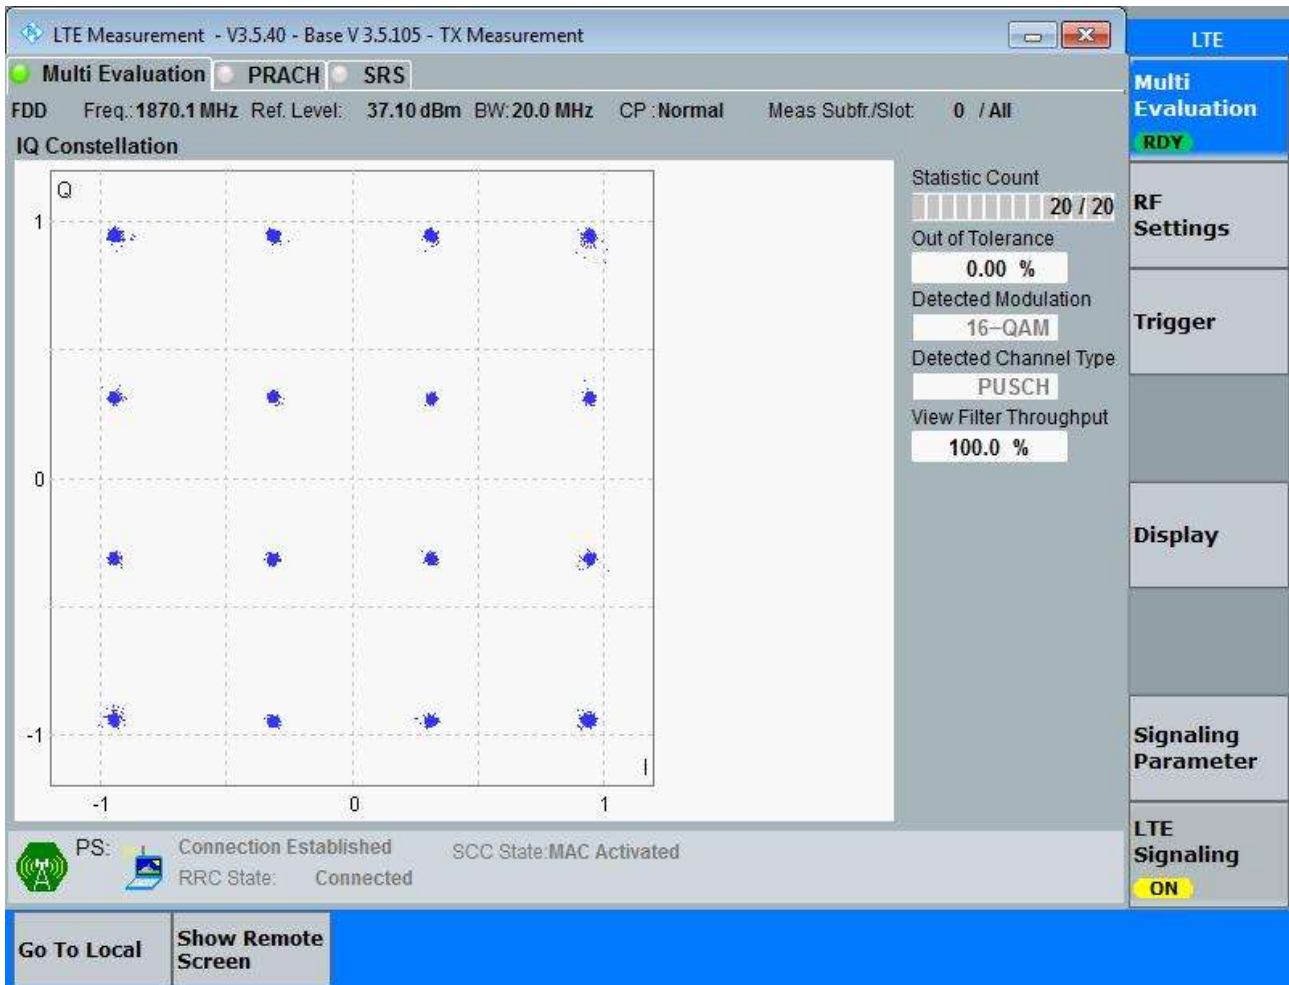 LTE Measurement - V3.5.40 - Base V 3.5.105 - TX Measurement
LTE
Multi Evaluation PRACH SRS
FDD Freq.: 1870.1 MHz Ref. Level: 37.10 dBm BW: 20.0 MHz CP : Normal Meas Subfr./Slot: 0 / All
IQ Constellation
Q
1
0
-1
-1 0 1
I
Statistic Count
20 / 20
Out of Tolerance
0.00 %
Detected Modulation
16-QAM
Detected Channel Type
PUSCH
View Filter Throughput
100.0 %
Multi
Evaluation
RDY
RF
Settings
Trigger
Display
Signaling
Parameter
LTE
Signaling
ON
PS: Connection Established SCC State: MAC Activated
RRC State: Connected
Go To Local
Show Remote
Screen